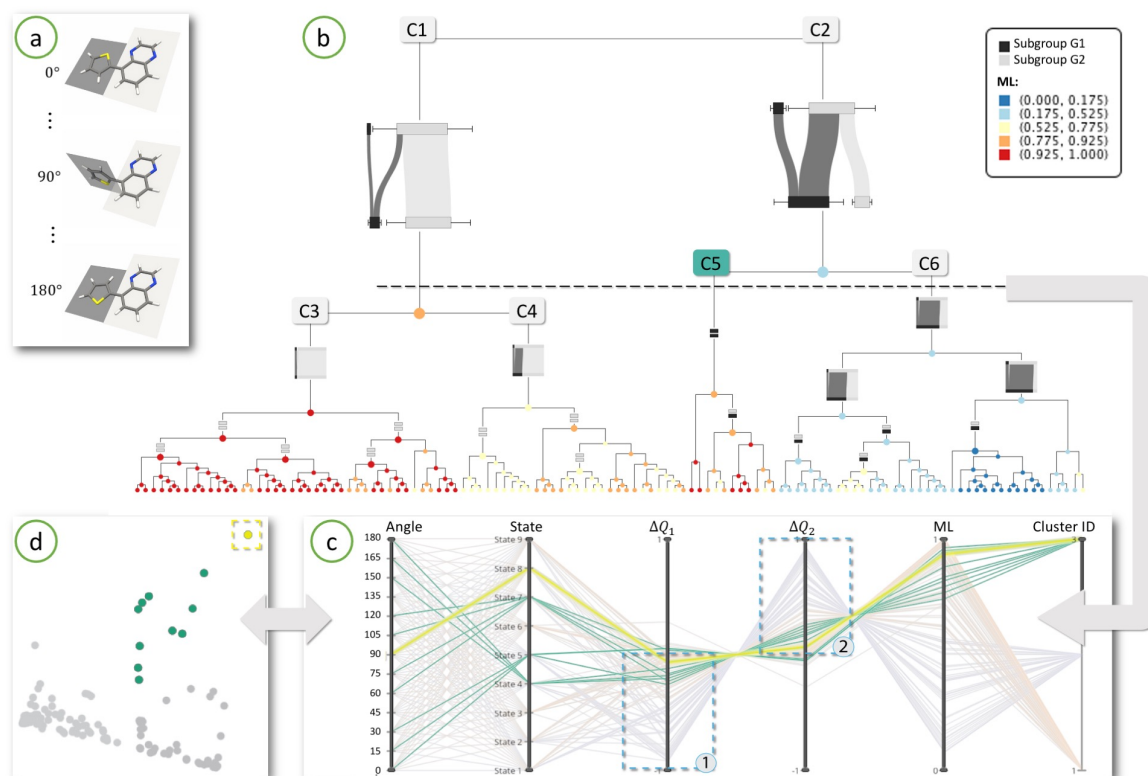 a
0°
⋮
90°
⋮
180°
b
C1
C2
Subgroup G1
Subgroup G2
ML:
(0.000, 0.175)
(0.175, 0.525)
(0.525, 0.775)
(0.775, 0.925)
(0.925, 1.000)
C5
C6
C3
C4
d
c
Angle
State
ΔQ1
ΔQ2
ML
Cluster ID
180
165
150
135
120
105
90
75
60
45
30
15
0
State 9
State 8
State 7
State 6
State 5
State 4
State 3
State 2
State 1
1
-1
1
1
-1
2
1
0
3
1